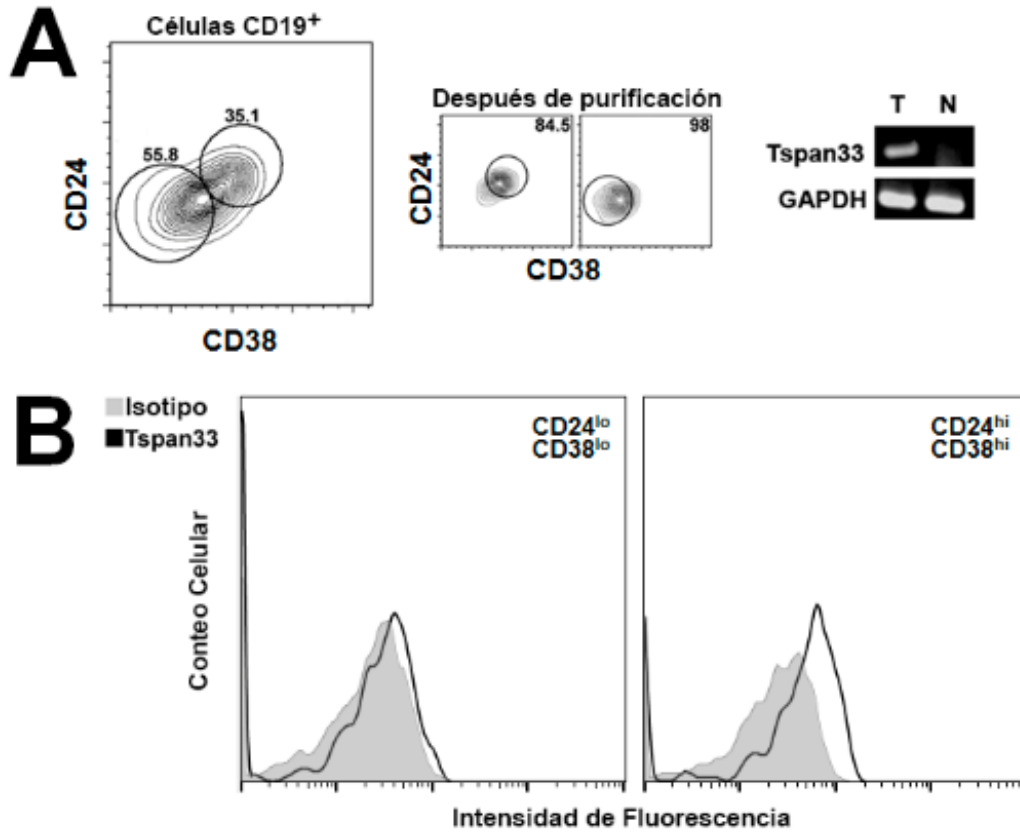 A
Células CD19+
35.1
55.8
CD24
CD38
Después de purificación
84.5
98
CD24
CD38
T N
Tspan33
GAPDH
B
Isotipo
Tspan33
CD24lo
CD38lo
CD24hi
CD38hi
Conteo Celular
Intensidad de Fluorescencia